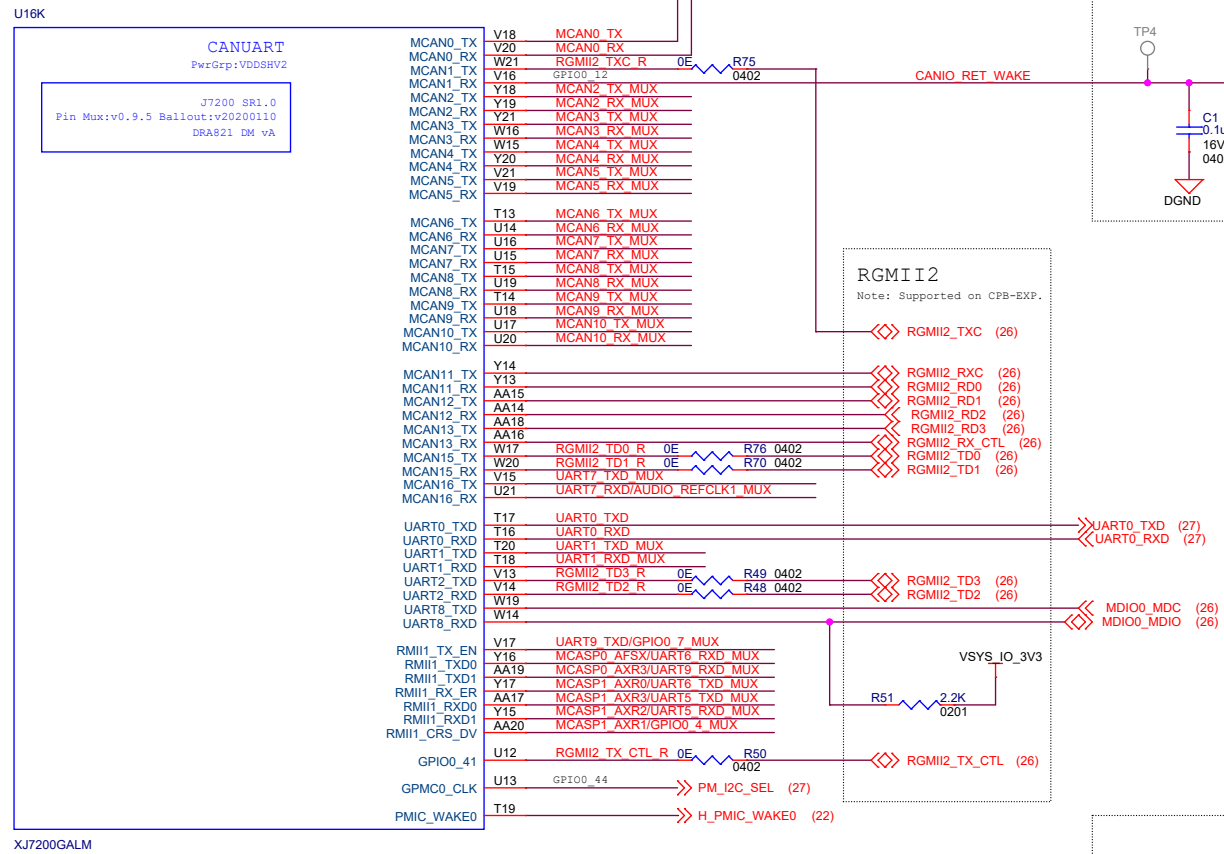 U16K
CANUART
PwrGrp:VDDSHV2
J7200 SR1.0
Pin Mux:v0.9.5 Ballout:v20200110
DRA821 DM vA
MCAN0_TX V18 MCAN0_TX
MCAN0_RX V20 MCAN0_RX
MCAN1_TX W21 RGMII2_TXC_R 0E R75 0402
MCAN1_RX V16 GPIO0_12 CANIO_RET_WAKE
MCAN2_TX Y18 MCAN2_TX_MUX
MCAN2_RX Y19 MCAN2_RX_MUX
MCAN3_TX Y21 MCAN3_TX_MUX
MCAN3_RX W16 MCAN3_RX_MUX
MCAN4_TX W15 MCAN4_TX_MUX
MCAN4_RX Y20 MCAN4_RX_MUX
MCAN5_TX V21 MCAN5_TX_MUX
MCAN5_RX V19 MCAN5_RX_MUX
TP4
C1
0.1u
16V
040
DGND
MCAN6_TX T13 MCAN6_TX_MUX
MCAN6_RX U14 MCAN6_RX_MUX
MCAN7_TX U16 MCAN7_TX_MUX
MCAN7_RX U15 MCAN7_RX_MUX
MCAN8_TX T15 MCAN8_TX_MUX
MCAN8_RX U19 MCAN8_RX_MUX
MCAN9_TX T14 MCAN9_TX_MUX
MCAN9_RX U18 MCAN9_RX_MUX
MCAN10_TX U17 MCAN10_TX_MUX
MCAN10_RX U20 MCAN10_RX_MUX
RGMII2
Note: Supported on CPB-EXP.
RGMII2_TXC (26)
MCAN11_TX Y14 RGMII2_RXC (26)
MCAN11_RX Y13 RGMII2_RD0 (26)
MCAN12_TX AA15 RGMII2_RD1 (26)
MCAN12_RX AA14 RGMII2_RD2 (26)
MCAN13_TX AA18 RGMII2_RD3 (26)
MCAN13_RX AA16 RGMII2_RX_CTL (26)
MCAN15_TX W17 RGMII2_TD0_R 0E R76 0402 RGMII2_TD0 (26)
MCAN15_RX W20 RGMII2_TD1_R 0E R70 0402 RGMII2_TD1 (26)
MCAN16_TX V15 UART7_TXD_MUX
MCAN16_RX U21 UART7_RXD/AUDIO_REFCLK1_MUX
UART0_TXD T17 UART0_TXD UART0_TXD (27)
UART0_RXD T16 UART0_RXD UART0_RXD (27)
UART1_TXD T20 UART1_TXD_MUX
UART1_RXD T18 UART1_RXD_MUX
UART2_TXD V13 RGMII2_TD3_R 0E R49 0402 RGMII2_TD3 (26)
UART2_RXD V14 RGMII2_TD2_R 0E R48 0402 RGMII2_TD2 (26)
UART8_TXD W19 MDIO0_MDC (26)
UART8_RXD W14 MDIO0_MDIO (26)
RMII1_TX_EN V17 UART9_TXD/GPIO0_7_MUX
RMII1_TXD0 Y16 MCASP0_AFSX/UART6_RXD_MUX
RMII1_TXD1 AA19 MCASP0_AXR3/UART9_RXD_MUX
RMII1_RX_ER Y17 MCASP1_AXR0/UART6_TXD_MUX
RMII1_RXD0 AA17 MCASP1_AXR3/UART5_TXD_MUX
RMII1_RXD1 Y15 MCASP1_AXR2/UART5_RXD_MUX
RMII1_CRS_DV AA20 MCASP1_AXR1/GPIO0_4_MUX
VSYS_IO_3V3
R51 2.2K
0201
GPIO0_41 U12 RGMII2_TX_CTL_R 0E R50 0402 RGMII2_TX_CTL (26)
GPMC0_CLK U13 GPIO0_44 PM_I2C_SEL (27)
PMIC_WAKE0 T19 H_PMIC_WAKE0 (22)
XJ7200GALM